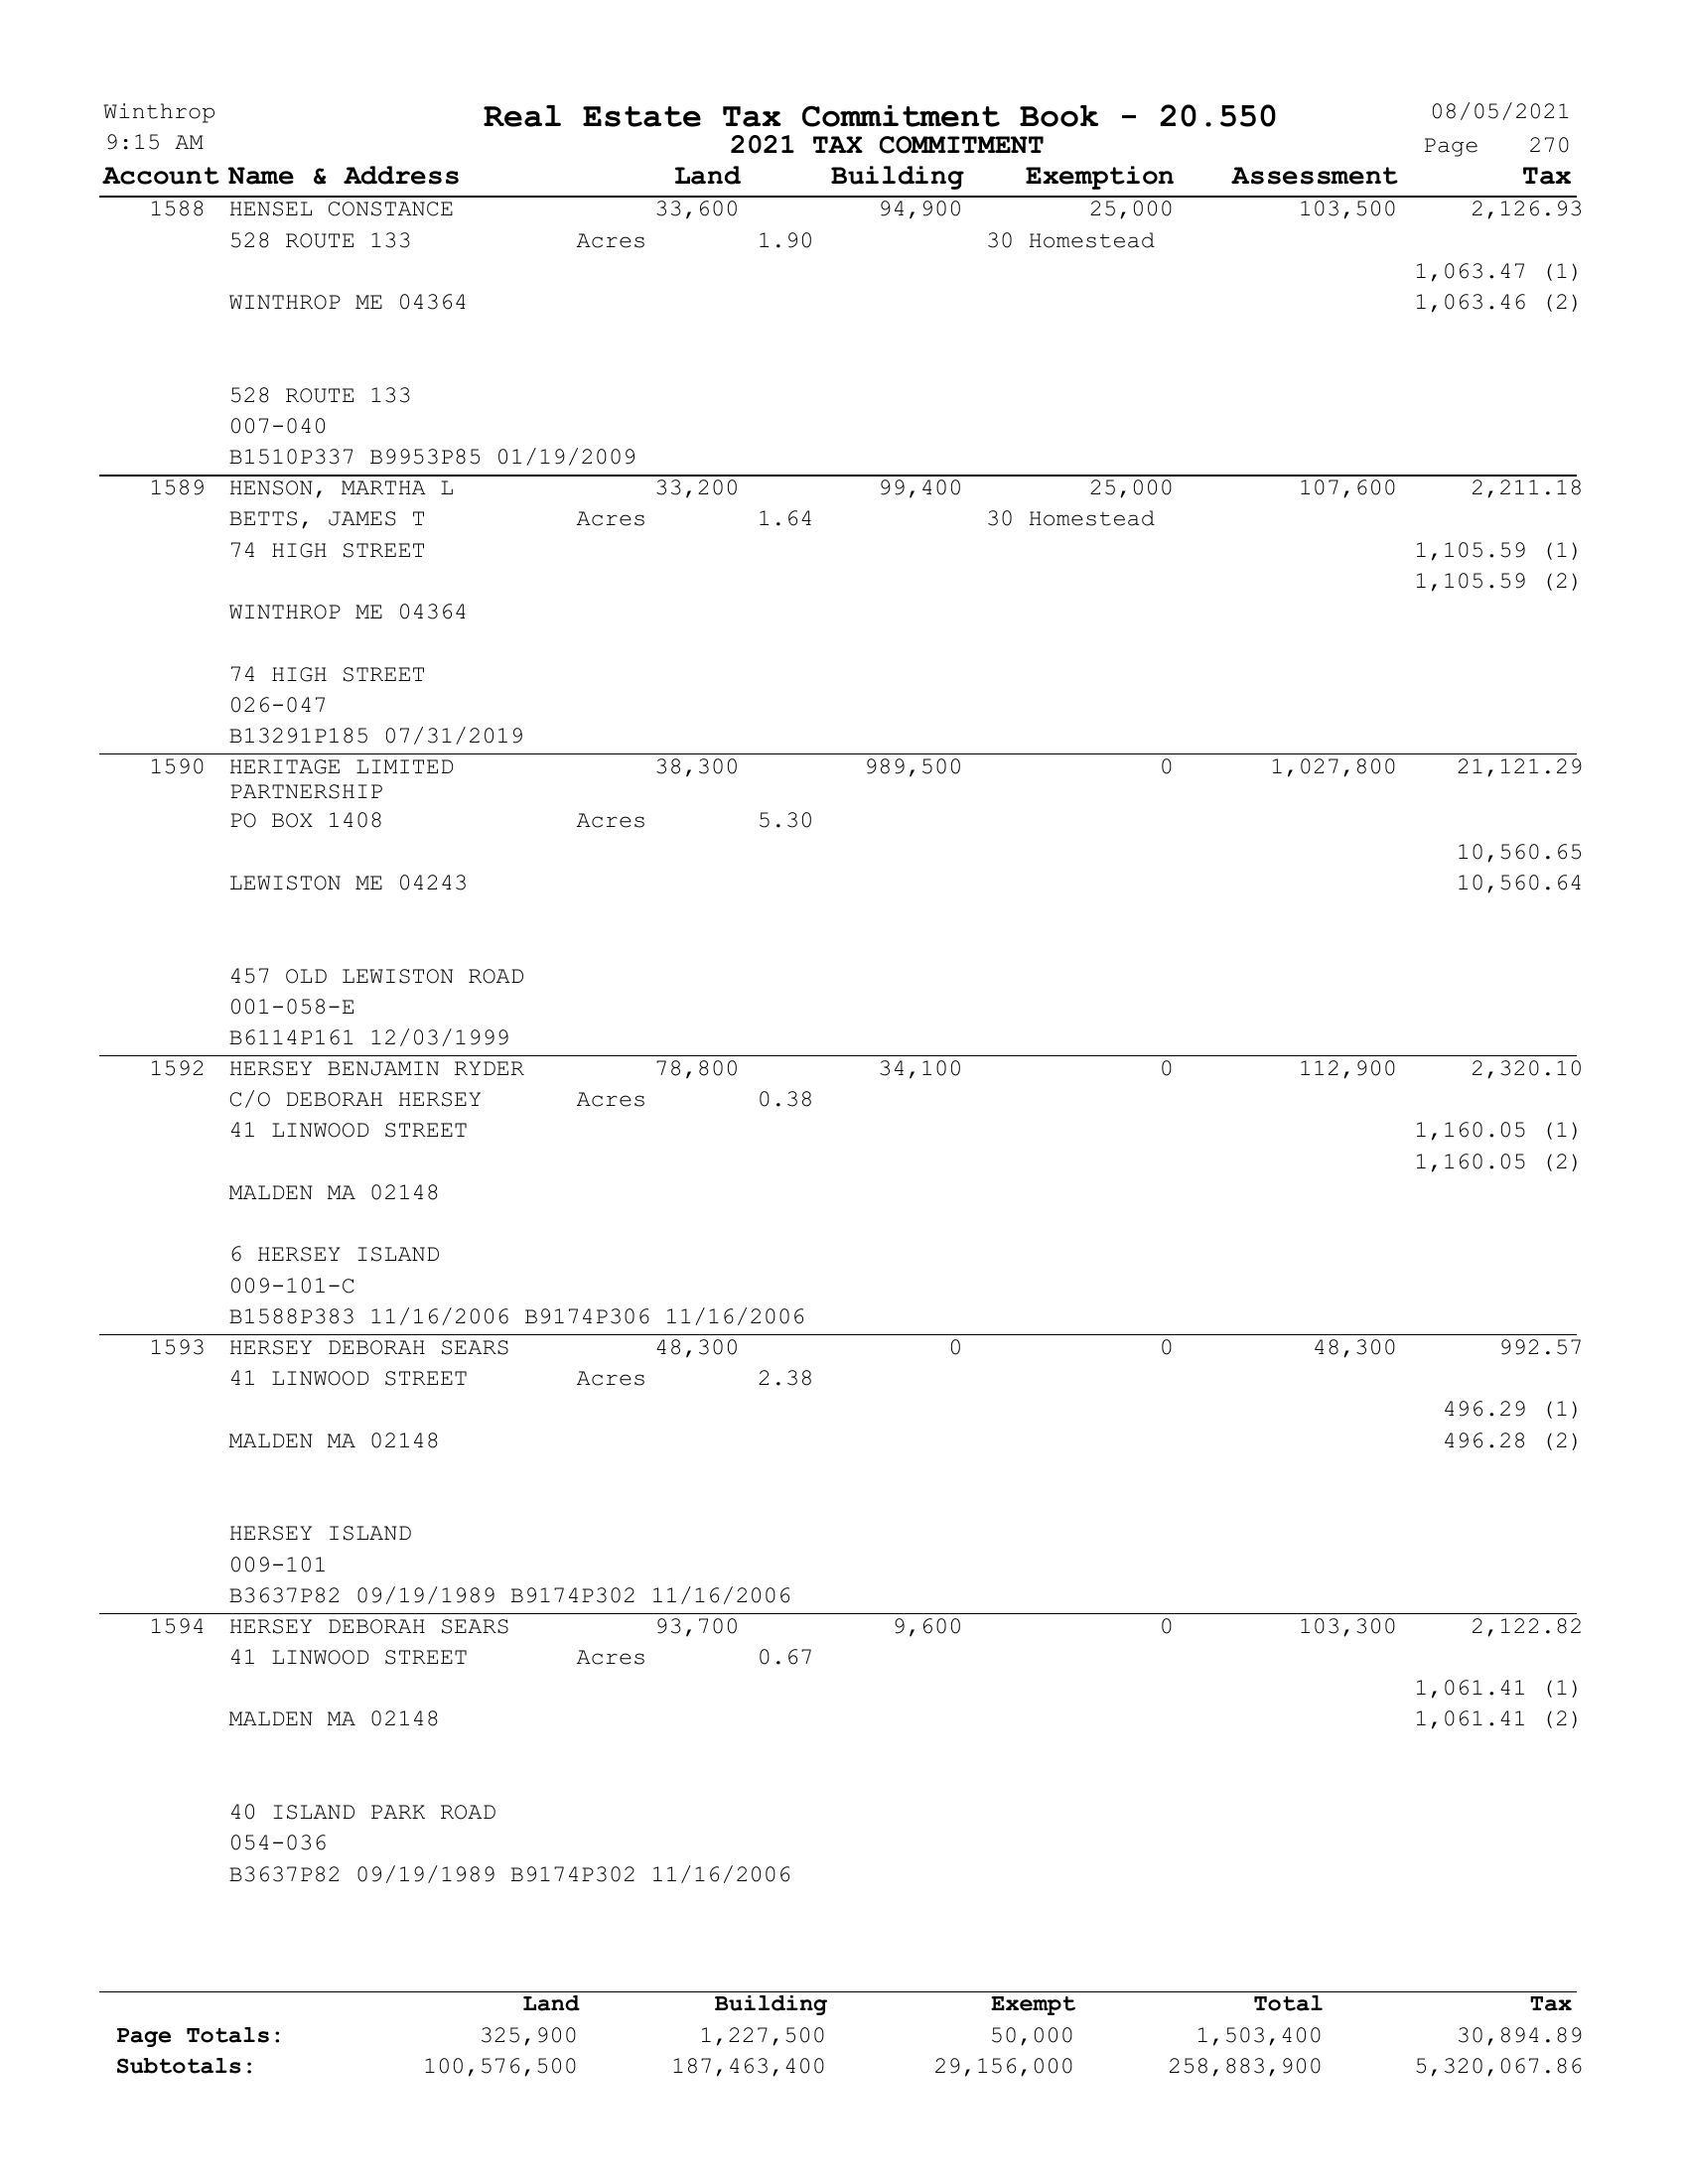 Winthrop Real Estate Tax Commitment Book - 20.550 08/05/2021
9:15 AM 2021 TAX COMMITMENT Page 270
Account Name & Address Land Building Exemption Assessment Tax
1588 HENSEL CONSTANCE 33,600 94,900 25,000 103,500 2,126.93
528 ROUTE 133 Acres 1.90 30 Homestead
1,063.47 (1)
WINTHROP ME 04364 1,063.46 (2)
528 ROUTE 133
007-040
B1510P337 B9953P85 01/19/2009
1589 HENSON, MARTHA L 33,200 99,400 25,000 107,600 2,211.18
BETTS, JAMES T Acres 1.64 30 Homestead
74 HIGH STREET 1,105.59 (1)
1,105.59 (2)
WINTHROP ME 04364
74 HIGH STREET
026-047
B13291P185 07/31/2019
1590 HERITAGE LIMITED 38,300 989,500 0 1,027,800 21,121.29
PARTNERSHIP
PO BOX 1408 Acres 5.30
10,560.65
LEWISTON ME 04243 10,560.64
457 OLD LEWISTON ROAD
001-058-E
B6114P161 12/03/1999
1592 HERSEY BENJAMIN RYDER 78,800 34,100 0 112,900 2,320.10
C/O DEBORAH HERSEY Acres 0.38
41 LINWOOD STREET 1,160.05 (1)
1,160.05 (2)
MALDEN MA 02148
6 HERSEY ISLAND
009-101-C
B1588P383 11/16/2006 B9174P306 11/16/2006
1593 HERSEY DEBORAH SEARS 48,300 0 0 48,300 992.57
41 LINWOOD STREET Acres 2.38
496.29 (1)
MALDEN MA 02148 496.28 (2)
HERSEY ISLAND
009-101
B3637P82 09/19/1989 B9174P302 11/16/2006
1594 HERSEY DEBORAH SEARS 93,700 9,600 0 103,300 2,122.82
41 LINWOOD STREET Acres 0.67
1,061.41 (1)
MALDEN MA 02148 1,061.41 (2)
40 ISLAND PARK ROAD
054-036
B3637P82 09/19/1989 B9174P302 11/16/2006
Land Building Exempt Total Tax
Page Totals: 325,900 1,227,500 50,000 1,503,400 30,894.89
Subtotals: 100,576,500 187,463,400 29,156,000 258,883,900 5,320,067.86